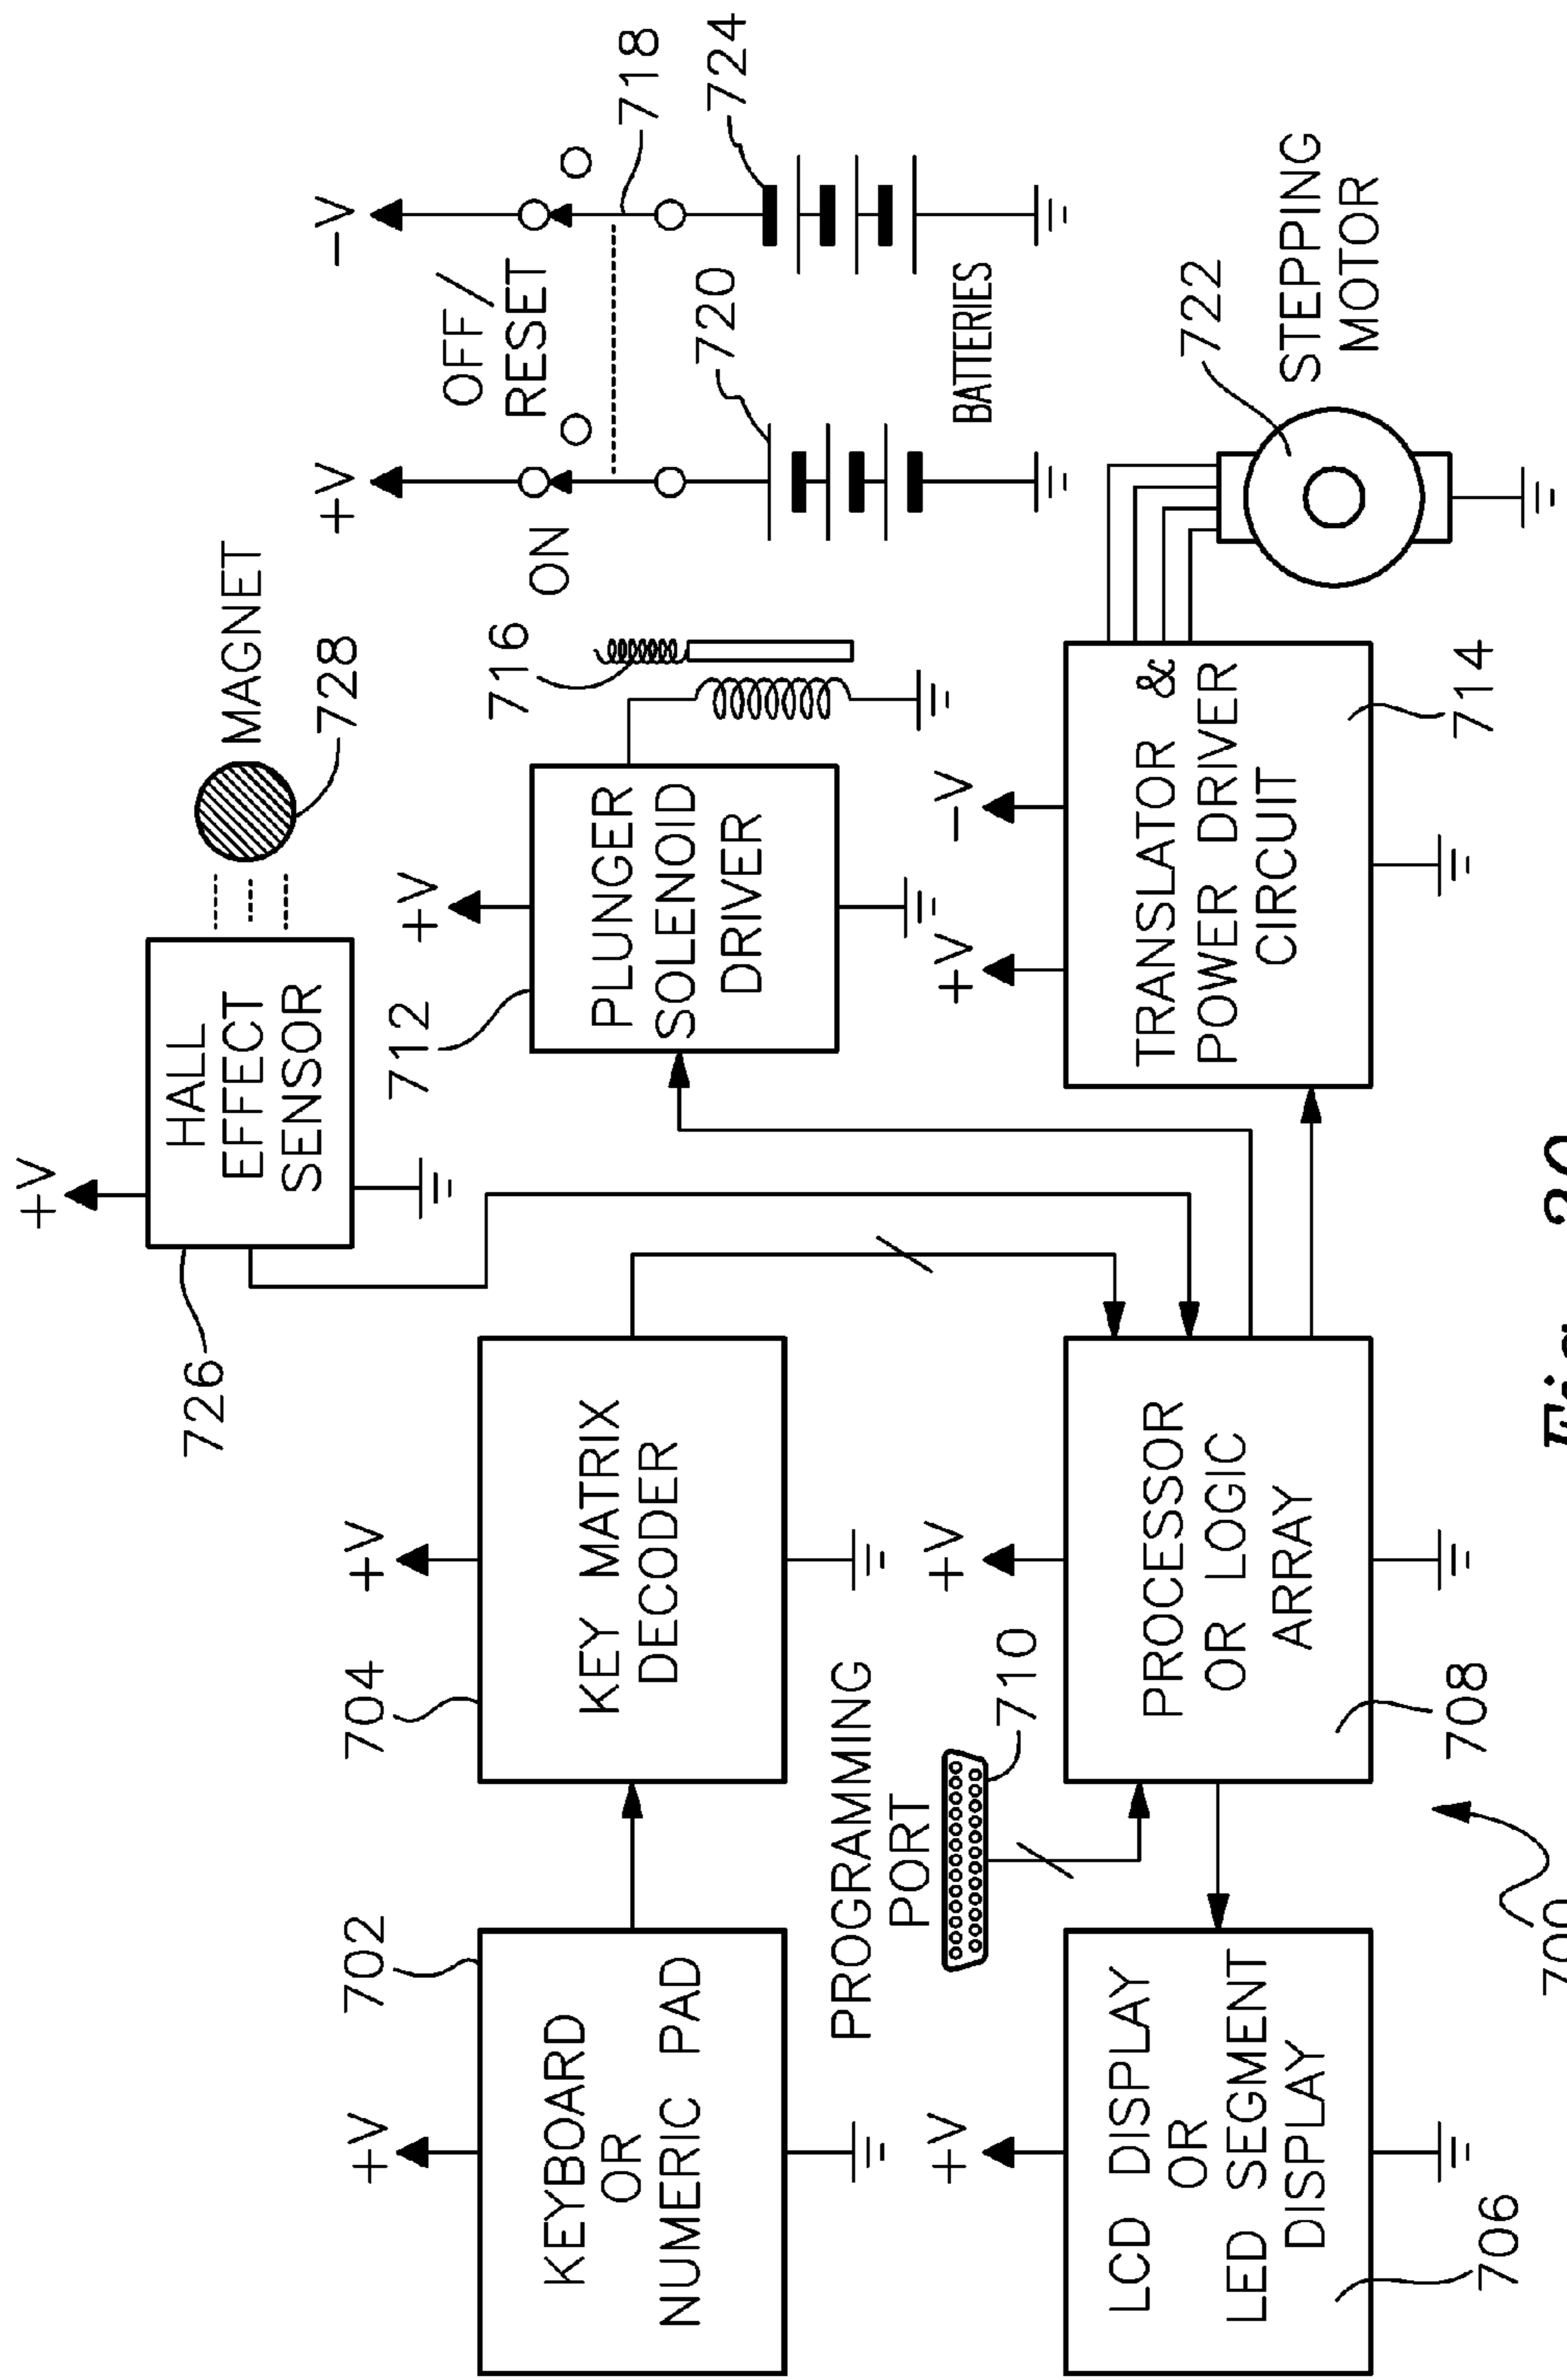 +V
HALL
EFFECT
SENSOR
726
MAGNET
728
+V
-V
OFF/
RESET
ON
718
720
724
BATTERIES
702
+V
KEYBOARD
OR
NUMERIC PAD
704
+V
KEY MATRIX
DECODER
712
+V
PLUNGER
SOLENOID
DRIVER
716
PROGRAMMING
PORT
710
+V
LCD DISPLAY
OR
LED SEGMENT
DISPLAY
706
+V
PROCESSOR
OR LOGIC
ARRAY
708
+V
-V
TRANSLATOR &
POWER DRIVER
CIRCUIT
714
722
STEPPING
MOTOR
700